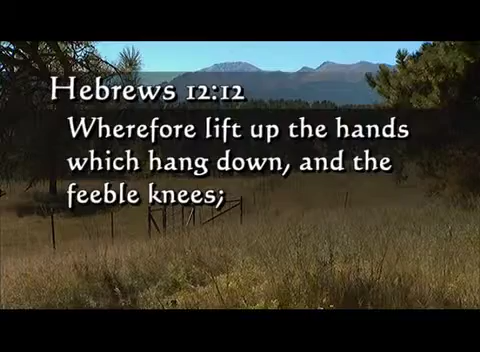 Hebrews 12:12
Wherefore lift up the hands
which hang down, and the
feeble knees;